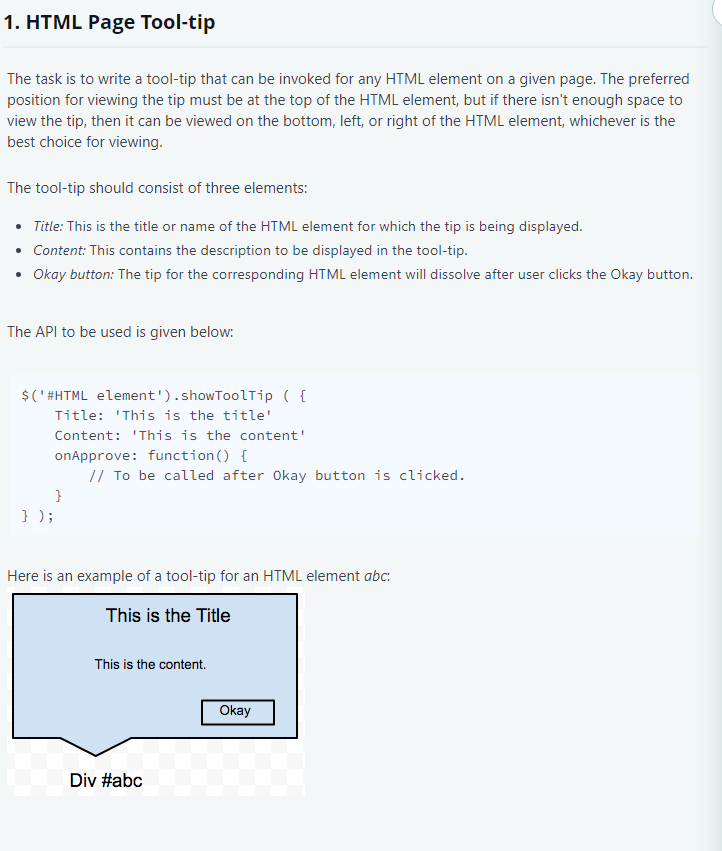 1. HTML Page Tool-tip
The task is to write a tool-tip that can be invoked for any HTML element on a given page. The preferred
position for viewing the tip must be at the top of the HTML element, but if there isn't enough space to
view the tip, then it can be viewed on the bottom, left, or right of the HTML element, whichever is the
best choice for viewing.
The tool-tip should consist of three elements:
• Title: This is the title or name of the HTML element for which the tip is being displayed.
• Content: This contains the description to be displayed in the tool-tip.
• Okay button: The tip for the corresponding HTML element will dissolve after user clicks the Okay button.
The API to be used is given below:
$('#HTML element').showToolTip ( {
    Title: 'This is the title'
    Content: 'This is the content'
    onApprove: function() {
        // To be called after Okay button is clicked.
    }
} );
Here is an example of a tool-tip for an HTML element abc:
This is the Title
This is the content.
Okay
Div #abc